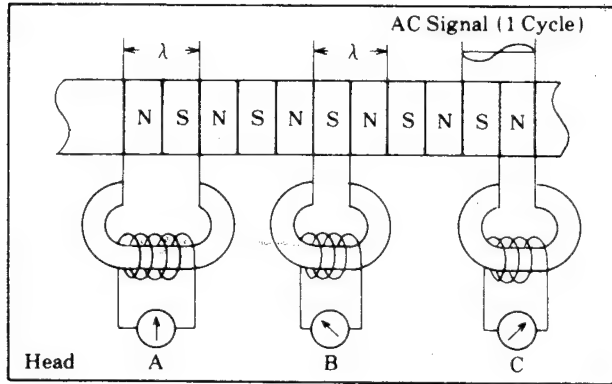 AC Signal (1 Cycle)
λ λ
N S N S N S N S N S N
Head A B C